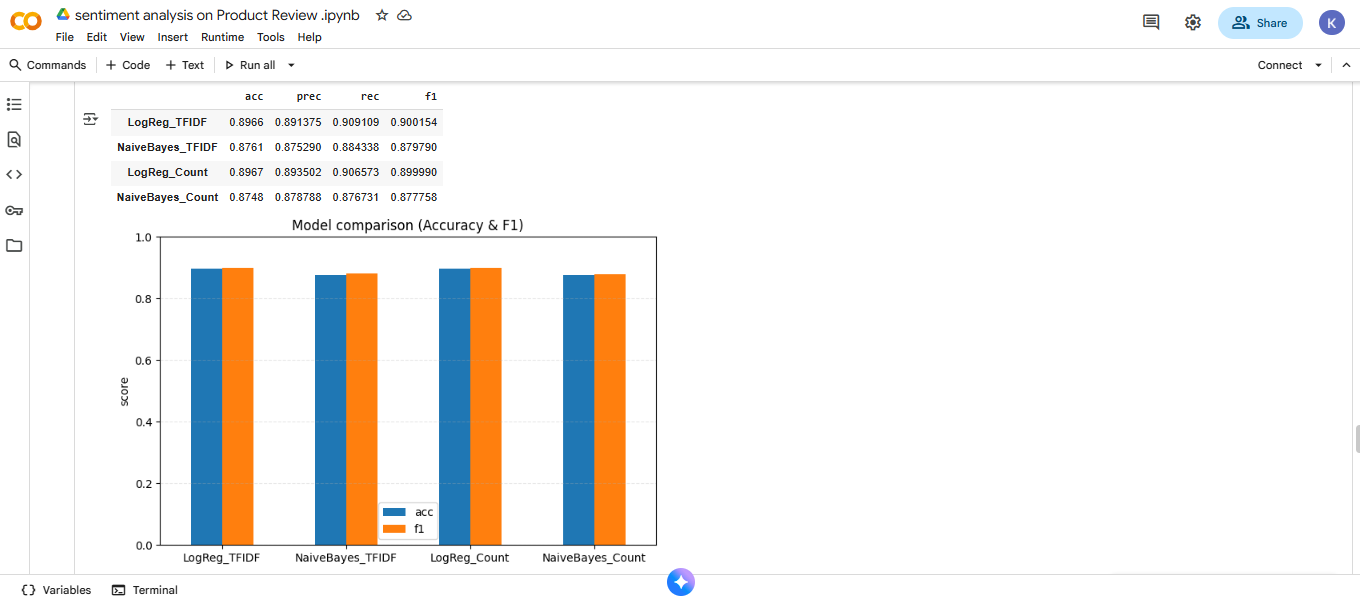 sentiment analysis on Product Review .ipynb
File Edit View Insert Runtime Tools Help
Share
K
Commands + Code + Text Run all
Connect
acc prec rec f1
LogReg_TFIDF 0.8966 0.891375 0.909109 0.900154
NaiveBayes_TFIDF 0.8761 0.875290 0.884338 0.879790
LogReg_Count 0.8967 0.893502 0.906573 0.899990
NaiveBayes_Count 0.8748 0.878788 0.876731 0.877758
Model comparison (Accuracy & F1)
1.0
0.8
0.6
score
0.4
0.2
0.0
acc
f1
LogReg_TFIDF NaiveBayes_TFIDF LogReg_Count NaiveBayes_Count
Variables Terminal